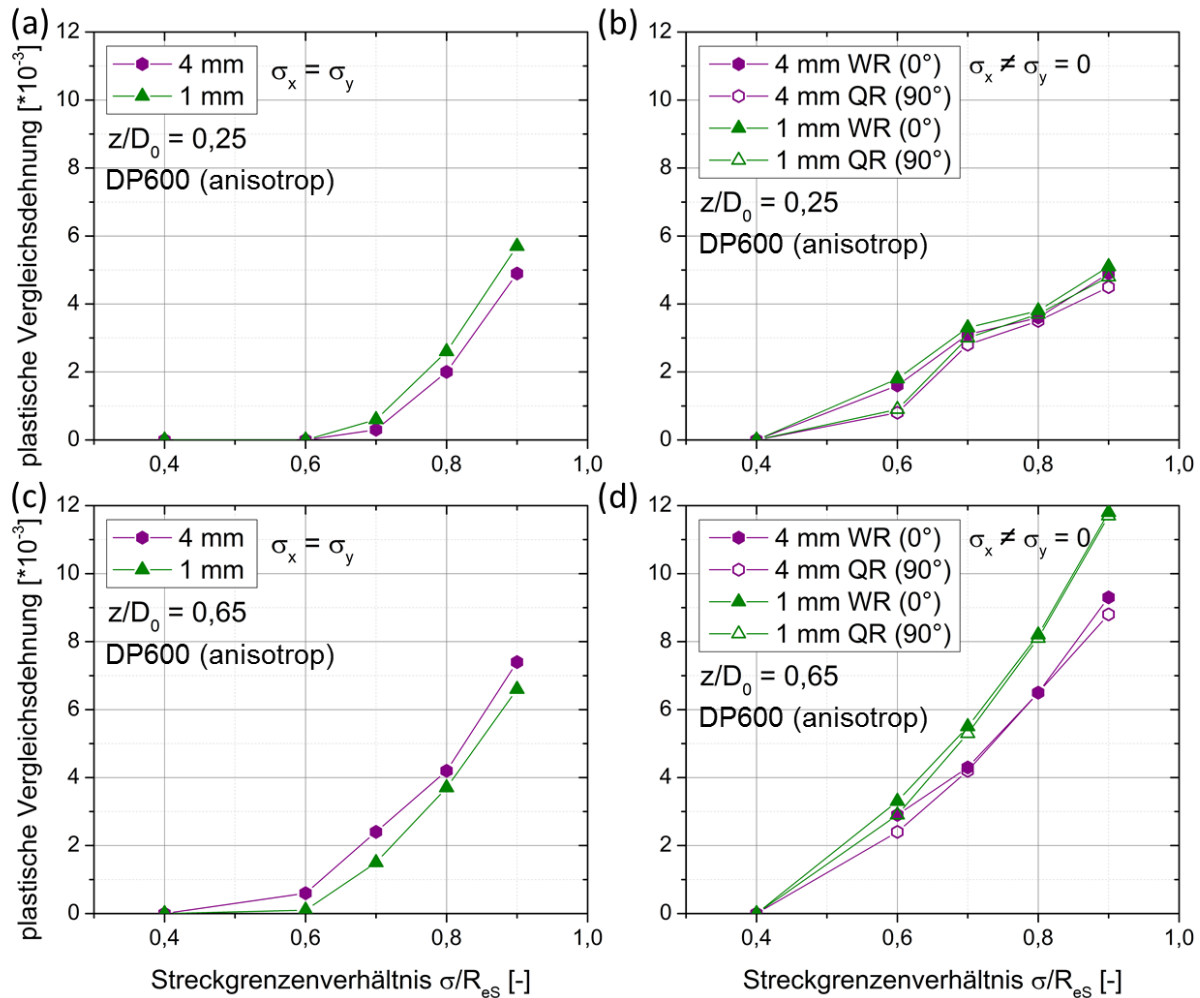 (a)
plastische Vergleichsdehnung [*10⁻³]
12
10
8
6
4
2
0
0,4
0,6
0,8
1,0
4 mm
1 mm
σx = σy
z/D0 = 0,25
DP600 (anisotrop)
(b)
12
10
8
6
4
2
0
0,4
0,6
0,8
1,0
4 mm WR (0°)
4 mm QR (90°)
1 mm WR (0°)
1 mm QR (90°)
σx ≠ σy = 0
z/D0 = 0,25
DP600 (anisotrop)
(c)
plastische Vergleichsdehnung [*10⁻³]
12
10
8
6
4
2
0
0,4
0,6
0,8
1,0
4 mm
1 mm
σx = σy
z/D0 = 0,65
DP600 (anisotrop)
Streckgrenzenverhältnis σ/ReS [-]
(d)
12
10
8
6
4
2
0
0,4
0,6
0,8
1,0
4 mm WR (0°)
4 mm QR (90°)
1 mm WR (0°)
1 mm QR (90°)
σx ≠ σy = 0
z/D0 = 0,65
DP600 (anisotrop)
Streckgrenzenverhältnis σ/ReS [-]